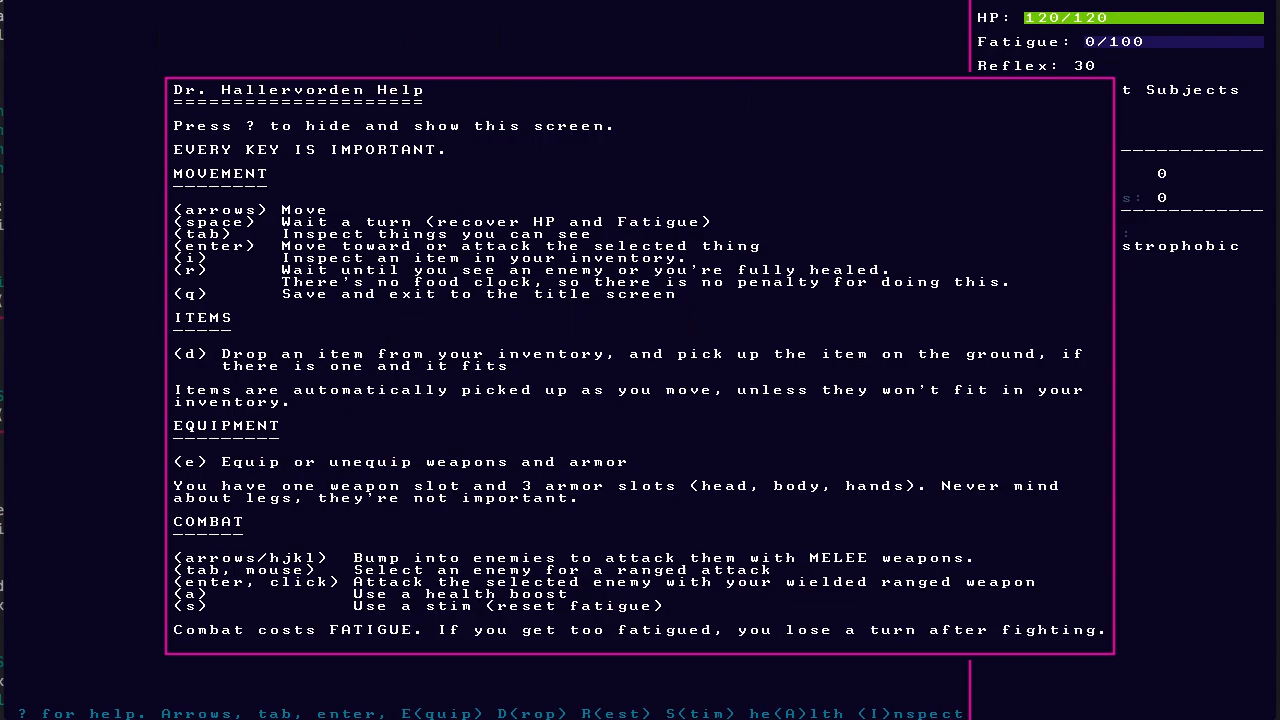 HP: 120/120
Fatigue: 0/100
Reflex: 30
t Subjects
0
s: 0
:
strophobic
Dr. Hallervorden Help
=====================
Press ? to hide and show this screen.
EVERY KEY IS IMPORTANT.
MOVEMENT
--------
(arrows) Move
(space) Wait a turn (recover HP and Fatigue)
(tab) Inspect things you can see
(enter) Move toward or attack the selected thing
(i) Inspect an item in your inventory.
(r) Wait until you see an enemy or you're fully healed.
There's no food clock, so there is no penalty for doing this.
(q) Save and exit to the title screen
ITEMS
-----
(d) Drop an item from your inventory, and pick up the item on the ground, if
there is one and it fits
Items are automatically picked up as you move, unless they won't fit in your
inventory.
EQUIPMENT
---------
(e) Equip or unequip weapons and armor
You have one weapon slot and 3 armor slots (head, body, hands). Never mind
about legs, they're not important.
COMBAT
------
(arrows/hjkl) Bump into enemies to attack them with MELEE weapons.
(tab, mouse) Select an enemy for a ranged attack
(enter, click) Attack the selected enemy with your wielded ranged weapon
(a) Use a health boost
(s) Use a stim (reset fatigue)
Combat costs FATIGUE. If you get too fatigued, you lose a turn after fighting.
? for help. Arrows, tab, enter, E(quip) D(rop) R(est) S(tim) he(A)lth (I)nspect